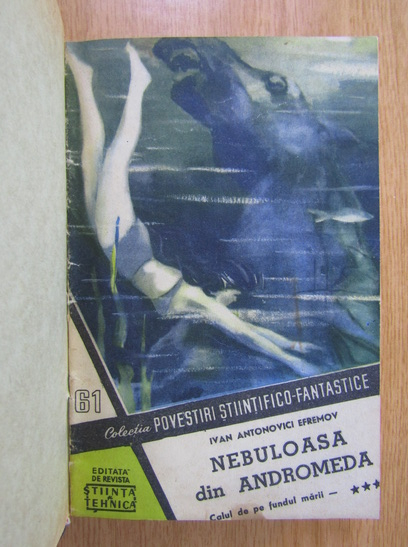 61
Colecția POVESTIRI ȘTIINȚIFICO-FANTASTICE
IVAN ANTONOVICI EFREMOV
NEBULOASA
din ANDROMEDA
Calul de pe fundul mării — ★★★
EDITATĂ
DE REVISTA
ȘTIINȚĂ
ȘI
TEHNICĂ